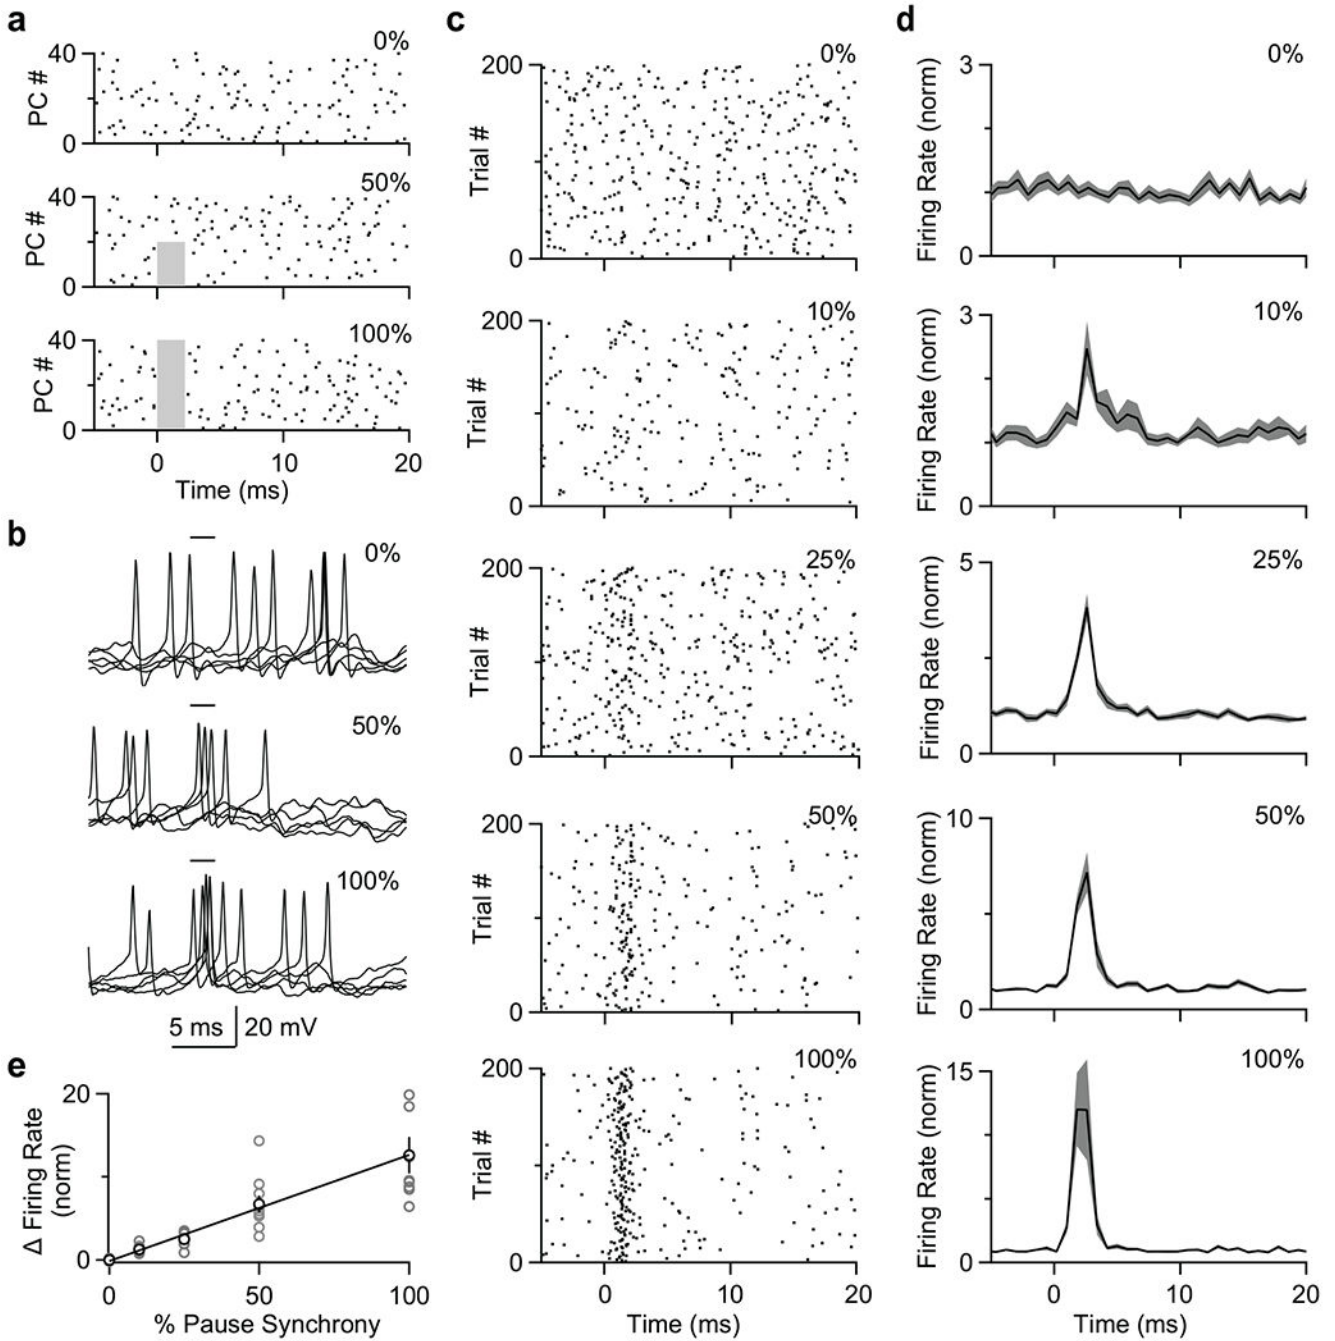 a
0%
40
PC #
0
50%
40
PC #
0
100%
40
PC #
0
0
10
20
Time (ms)
b
0%
50%
100%
5 ms
20 mV
e
20
Δ Firing Rate
(norm)
0
0
50
100
% Pause Synchrony
c
200
0%
Trial #
0
200
10%
Trial #
0
200
25%
Trial #
0
200
50%
Trial #
0
200
100%
Trial #
0
0
10
20
Time (ms)
d
3
0%
Firing Rate (norm)
0
3
10%
Firing Rate (norm)
0
5
25%
Firing Rate (norm)
0
10
50%
Firing Rate (norm)
0
15
100%
Firing Rate (norm)
0
0
10
20
Time (ms)